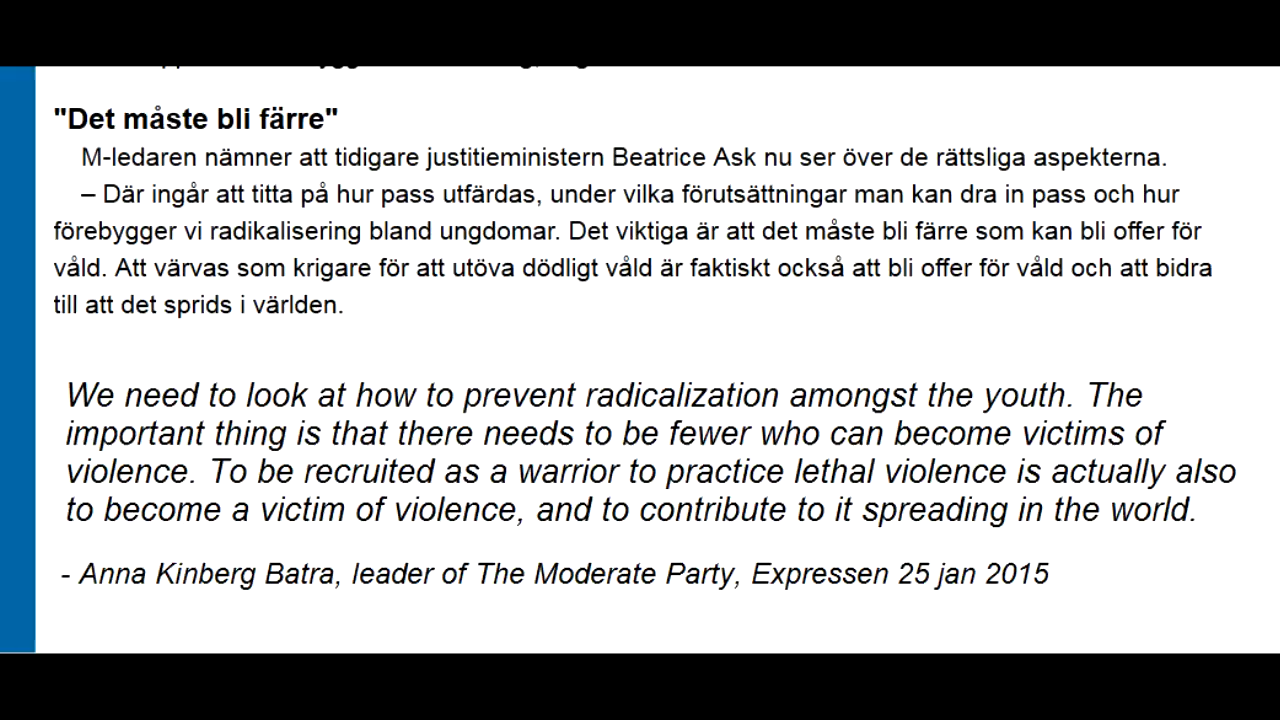 "Det måste bli färre"
M-ledaren nämner att tidigare justitieministern Beatrice Ask nu ser över de rättsliga aspekterna.
– Där ingår att titta på hur pass utfärdas, under vilka förutsättningar man kan dra in pass och hur
förebygger vi radikalisering bland ungdomar. Det viktiga är att det måste bli färre som kan bli offer för
våld. Att värvas som krigare för att utöva dödligt våld är faktiskt också att bli offer för våld och att bidra
till att det sprids i världen.
We need to look at how to prevent radicalization amongst the youth. The
important thing is that there needs to be fewer who can become victims of
violence. To be recruited as a warrior to practice lethal violence is actually also
to become a victim of violence, and to contribute to it spreading in the world.
- Anna Kinberg Batra, leader of The Moderate Party, Expressen 25 jan 2015